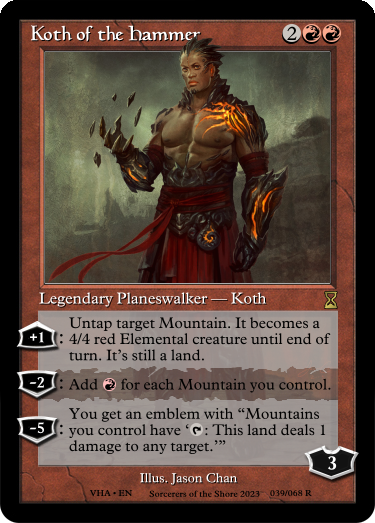 Koth of the Hammer 2
Legendary Planeswalker — Koth
+1 : Untap target Mountain. It becomes a
4/4 red Elemental creature until end of
turn. It's still a land.
-2 : Add for each Mountain you control.
-5 : You get an emblem with “Mountains
you control have ‘: This land deals 1
damage to any target.’”
3
Illus. Jason Chan
VHA • EN Sorcerers of the Shore 2023 039/068 R